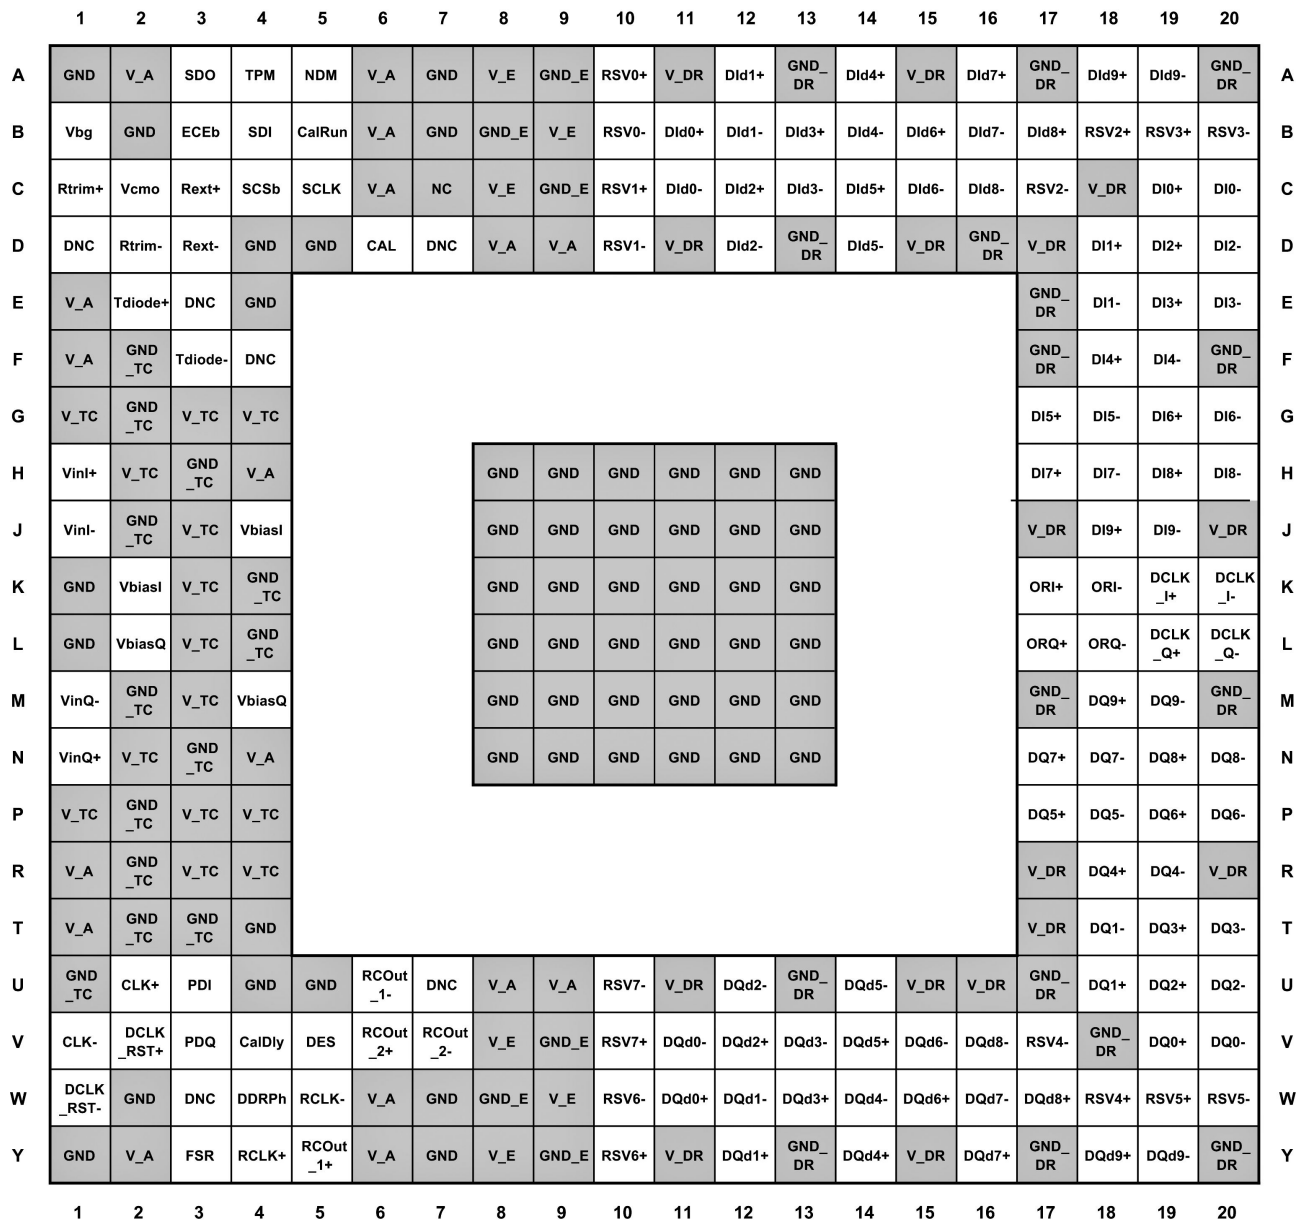 1 2 3 4 5 6 7 8 9 10 11 12 13 14 15 16 17 18 19 20
A GND V_A SDO TPM NDM V_A GND V_E GND_E RSV0+ V_DR DId1+ GND_DR DId4+ V_DR DId7+ GND_DR DId9+ DId9- GND_DR A
B Vbg GND ECEb SDI CalRun V_A GND GND_E V_E RSV0- DId0+ DId1- DId3+ DId4- DId6+ DId7- DId8+ RSV2+ RSV3+ RSV3- B
C Rtrim+ Vcmo Rext+ SCSb SCLK V_A NC V_E GND_E RSV1+ DId0- DId2+ DId3- DId5+ DId6- DId8- RSV2- V_DR DI0+ DI0- C
D DNC Rtrim- Rext- GND GND CAL DNC V_A V_A RSV1- V_DR DId2- GND_DR DId5- V_DR GND_DR V_DR DI1+ DI2+ DI2- D
E V_A Tdiode+ DNC GND GND_DR DI1- DI3+ DI3- E
F V_A GND_TC Tdiode- DNC GND_DR DI4+ DI4- GND_DR F
G V_TC GND_TC V_TC V_TC DI5+ DI5- DI6+ DI6- G
H VinI+ V_TC GND_TC V_A GND GND GND GND GND GND DI7+ DI7- DI8+ DI8- H
J VinI- GND_TC V_TC VbiasI GND GND GND GND GND GND V_DR DI9+ DI9- V_DR J
K GND VbiasI V_TC GND_TC GND GND GND GND GND GND ORI+ ORI- DCLK_I+ DCLK_I- K
L GND VbiasQ V_TC GND_TC GND GND GND GND GND GND ORQ+ ORQ- DCLK_Q+ DCLK_Q- L
M VinQ- GND_TC V_TC VbiasQ GND GND GND GND GND GND GND_DR DQ9+ DQ9- GND_DR M
N VinQ+ V_TC GND_TC V_A GND GND GND GND GND GND DQ7+ DQ7- DQ8+ DQ8- N
P V_TC GND_TC V_TC V_TC DQ5+ DQ5- DQ6+ DQ6- P
R V_A GND_TC V_TC V_TC V_DR DQ4+ DQ4- V_DR R
T V_A GND_TC GND_TC GND V_DR DQ1- DQ3+ DQ3- T
U GND_TC CLK+ PDI GND GND RCOut_1- DNC V_A V_A RSV7- V_DR DQd2- GND_DR DQd5- V_DR V_DR GND_DR DQ1+ DQ2+ DQ2- U
V CLK- DCLK_RST+ PDQ CalDly DES RCOut_2+ RCOut_2- V_E GND_E RSV7+ DQd0- DQd2+ DQd3- DQd5+ DQd6- DQd8- RSV4- GND_DR DQ0+ DQ0- V
W DCLK_RST- GND DNC DDRPh RCLK- V_A GND GND_E V_E RSV6- DQd0+ DQd1- DQd3+ DQd4- DQd6+ DQd7- DQd8+ RSV4+ RSV5+ RSV5- W
Y GND V_A FSR RCLK+ RCOut_1+ V_A GND V_E GND_E RSV6+ V_DR DQd1+ GND_DR DQd4+ V_DR DQd7+ GND_DR DQd9+ DQd9- GND_DR Y
1 2 3 4 5 6 7 8 9 10 11 12 13 14 15 16 17 18 19 20